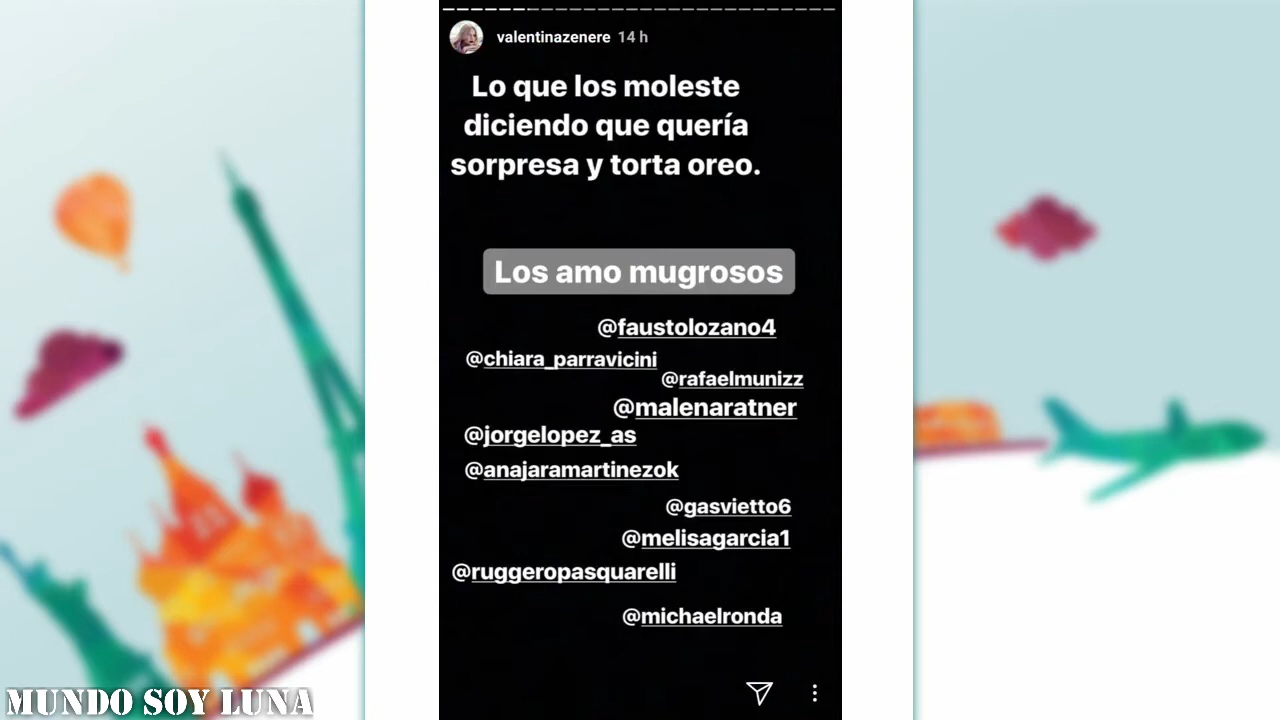 valentinazenere 14 h
Lo que los moleste
diciendo que quería
sorpresa y torta oreo.
Los amo mugrosos
@faustolozano4
@chiara_parravicini
@rafaelmunizz
@malenaratner
@jorgelopez_as
@anajaramartinezok
@gasvietto6
@melisagarcia1
@ruggeropasquarelli
@michaelronda
MUNDO SOY LUNA